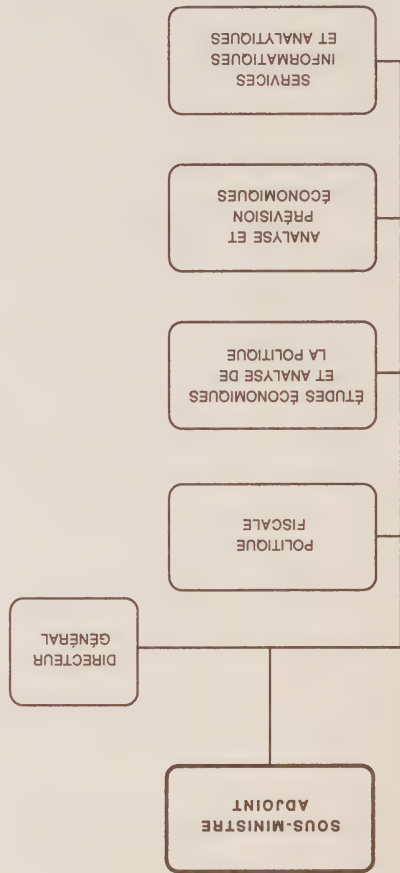 SOUS-MINISTRE
ADJOINT
DIRECTEUR
GÉNÉRAL
POLITIQUE
FISCALE
ÉTUDES ÉCONOMIQUES
ET ANALYSE DE
LA POLITIQUE
ANALYSE ET
PRÉVISION
ÉCONOMIQUES
SERVICES
INFORMATIQUES
ET ANALYTIQUES